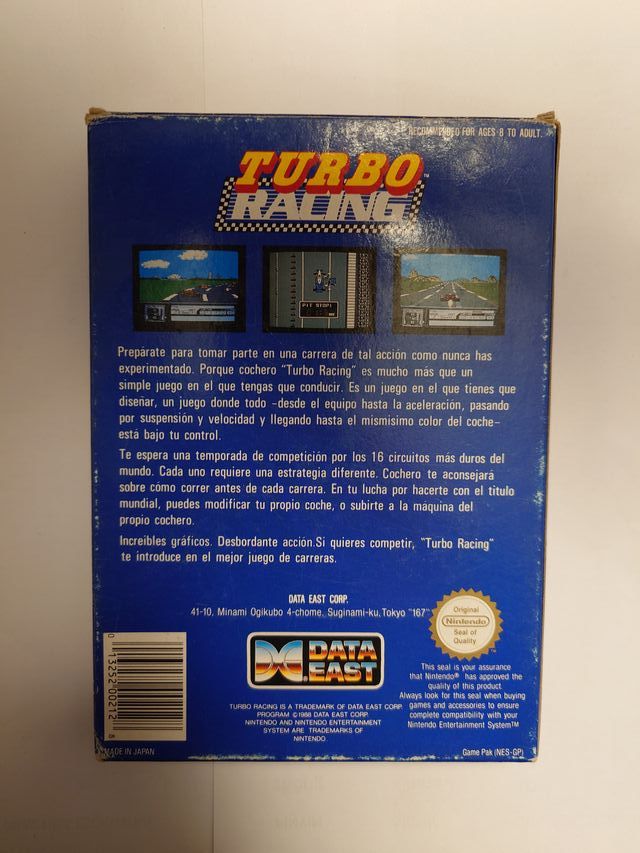 RECOMMENDED FOR AGES 8 TO ADULT.
TURBO
RACING
TM
PIT STOP!
Prepárate para tomar parte en una carrera de tal acción como nunca has
experimentado. Porque cochero "Turbo Racing" es mucho más que un
simple juego en el que tengas que conducir. Es un juego en el que tienes que
diseñar, un juego donde todo -desde el equipo hasta la aceleración, pasando
por suspensión y velocidad y llegando hasta el mismisimo color del coche-
está bajo tu control.
Te espera una temporada de competición por los 16 circuitos más duros del
mundo. Cada uno requiere una estrategia diferente. Cochero te aconsejará
sobre cómo correr antes de cada carrera. En tu lucha por hacerte con el titulo
mundial, puedes modificar tu propio coche, o subirte a la máquina del
propio cochero.
Increíbles gráficos. Desbordante acción.Si quieres competir, "Turbo Racing"
te introduce en el mejor juego de carreras.
DATA EAST CORP.
41-10, Minami Ogikubo 4-chome, Suginami-ku, Tokyo "167"
DATA
EAST
TURBO RACING IS A TRADEMARK OF DATA EAST CORP.
PROGRAM ©1988 DATA EAST CORP.
NINTENDO AND NINTENDO ENTERTAINMENT
SYSTEM ARE TRADEMARKS OF
NINTENDO
Original
Nintendo
Seal of
Quality
TM
This seal is your assurance
that Nintendo® has approved the
quality of this product
Always look for this seal when buying
games and accessories to ensure
complete compatibility with your
Nintendo Entertainment System™
0 13252 00212 8
MADE IN JAPAN
Game Pak (NES-GP)